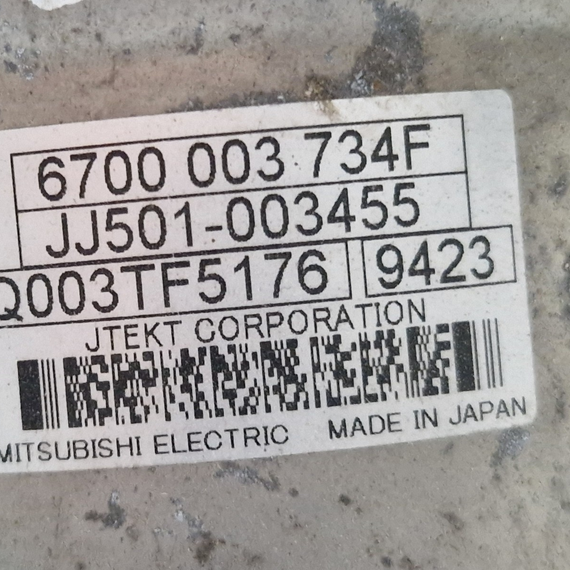 6700 003 734F
JJ501-003455
Q003TF5176 9423
JTEKT CORPORATION
MITSUBISHI ELECTRIC MADE IN JAPAN